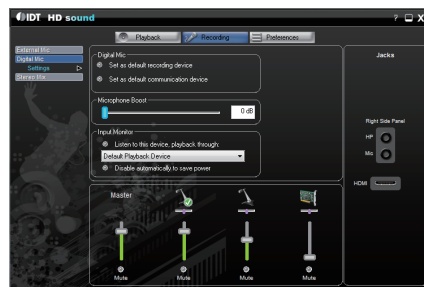 IDT HD sound
? X
Playback Recording Preferences
External Mic
Digital Mic
Settings
Stereo Mix
Digital Mic
Set as default recording device
Set as default communication device
Microphone Boost
0 dB
Input Monitor
Listen to this device, playback through:
Default Playback Device
Disable automatically to save power
Master
Mute Mute Mute Mute
Jacks
Right Side Panel
HP
Mic
HDMI